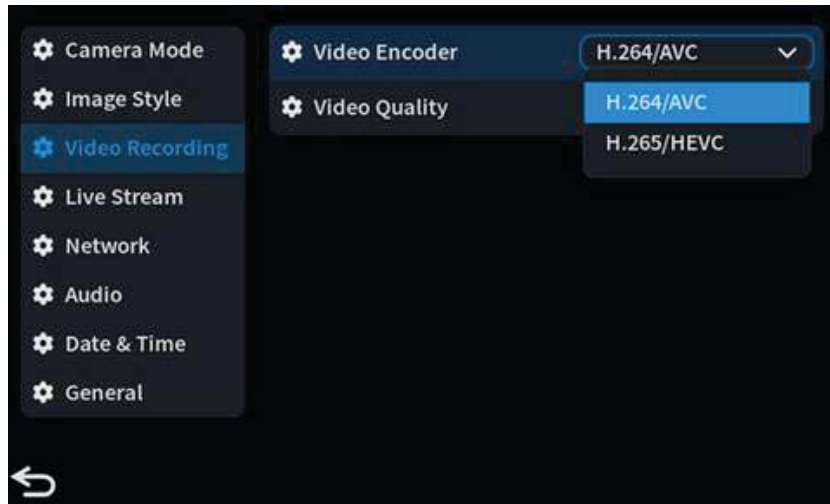 Camera Mode
Image Style
Video Recording
Live Stream
Network
Audio
Date & Time
General
Video Encoder
H.264/AVC
Video Quality
H.264/AVC
H.265/HEVC